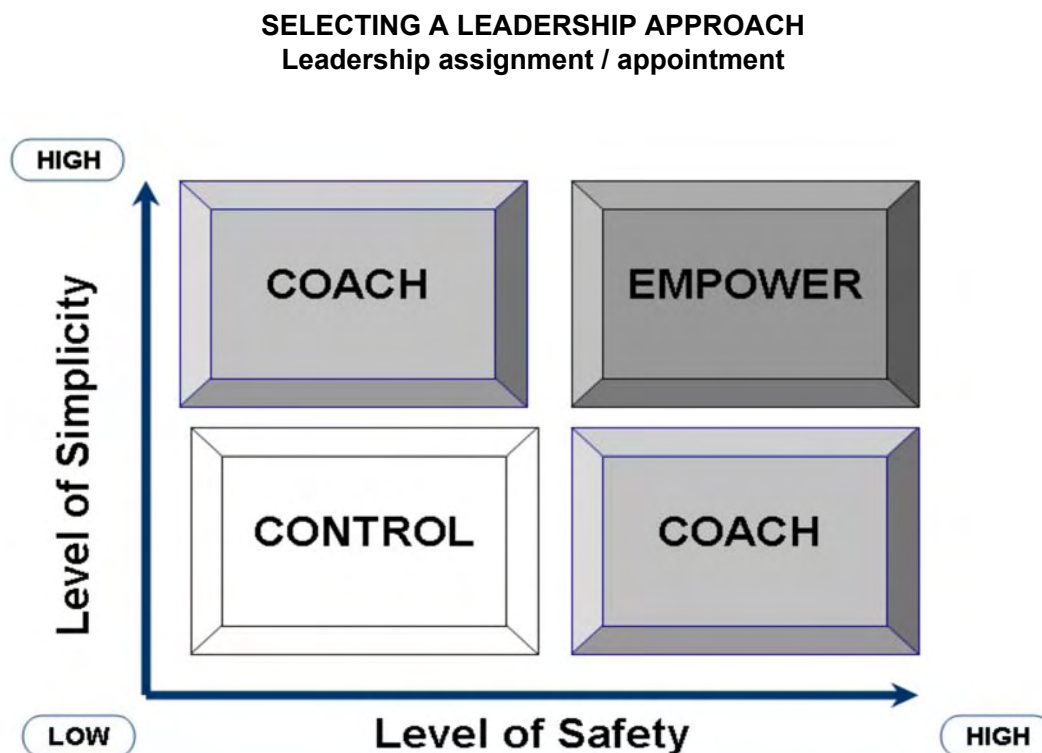 SELECTING A LEADERSHIP APPROACH
Leadership assignment / appointment
HIGH
Level of Simplicity
COACH
EMPOWER
CONTROL
COACH
LOW
Level of Safety
HIGH